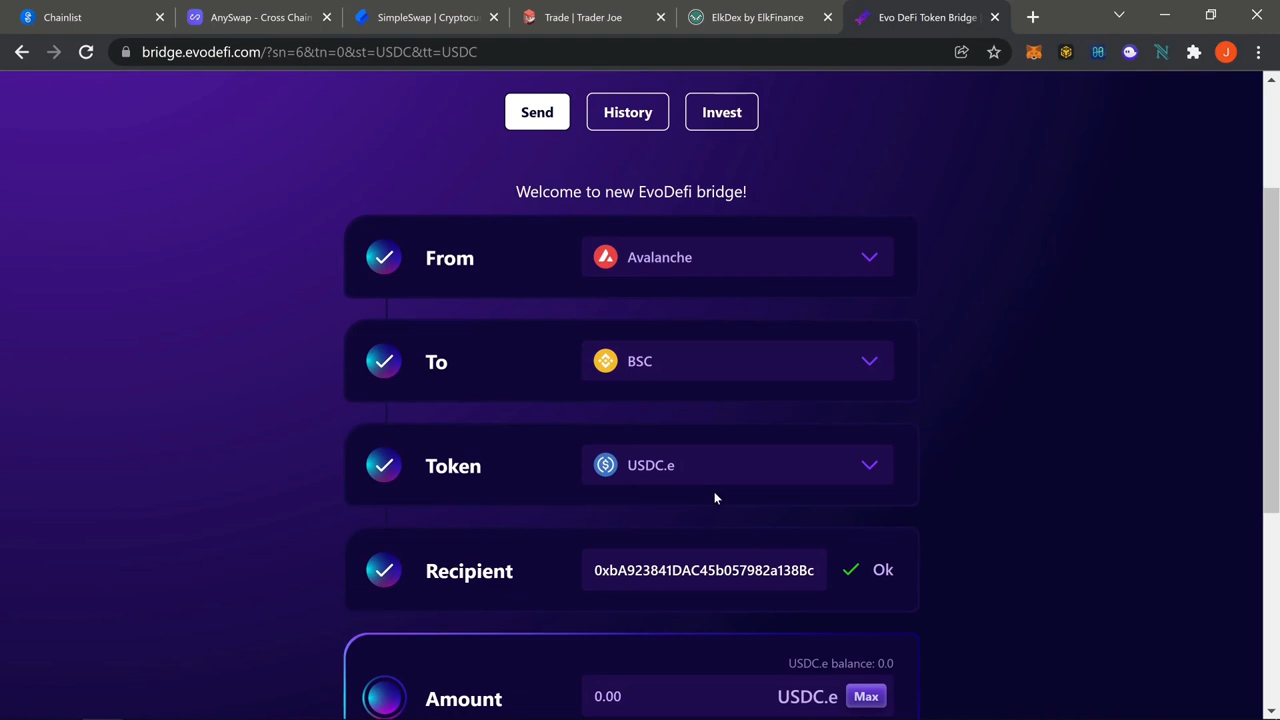 Chainlist
AnySwap - Cross Chain
SimpleSwap | Cryptocu
Trade | Trader Joe
ElkDex by ElkFinance
Evo DeFi Token Bridge |
bridge.evodefi.com/?sn=6&tn=0&st=USDC&tt=USDC
J
Send
History
Invest
Welcome to new EvoDefi bridge!
From
Avalanche
To
BSC
Token
USDC.e
Recipient
0xbA923841DAC45b057982a138Bc
Ok
USDC.e balance: 0.0
Amount
0.00
USDC.e
Max